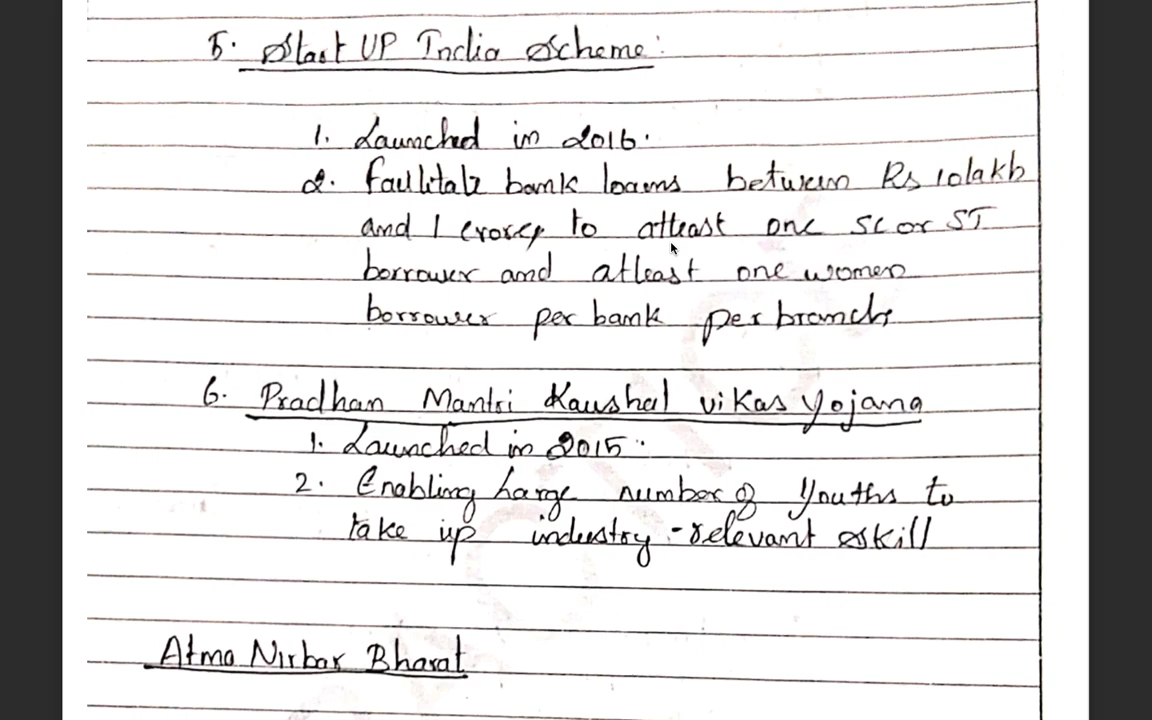 5. Start UP India Scheme:
1. Launched in 2016.
2. Facilitate bank loans between Rs 10lakh
and 1 crore to atleast one SC or ST
borrower and atleast one women
borrower per bank per branch
6. Pradhan Mantri Kaushal vikas Yojana
1. Launched in 2015.
2. Enabling large number of Youths to
take up industry-relevant skill
Atma Nirbar Bharat